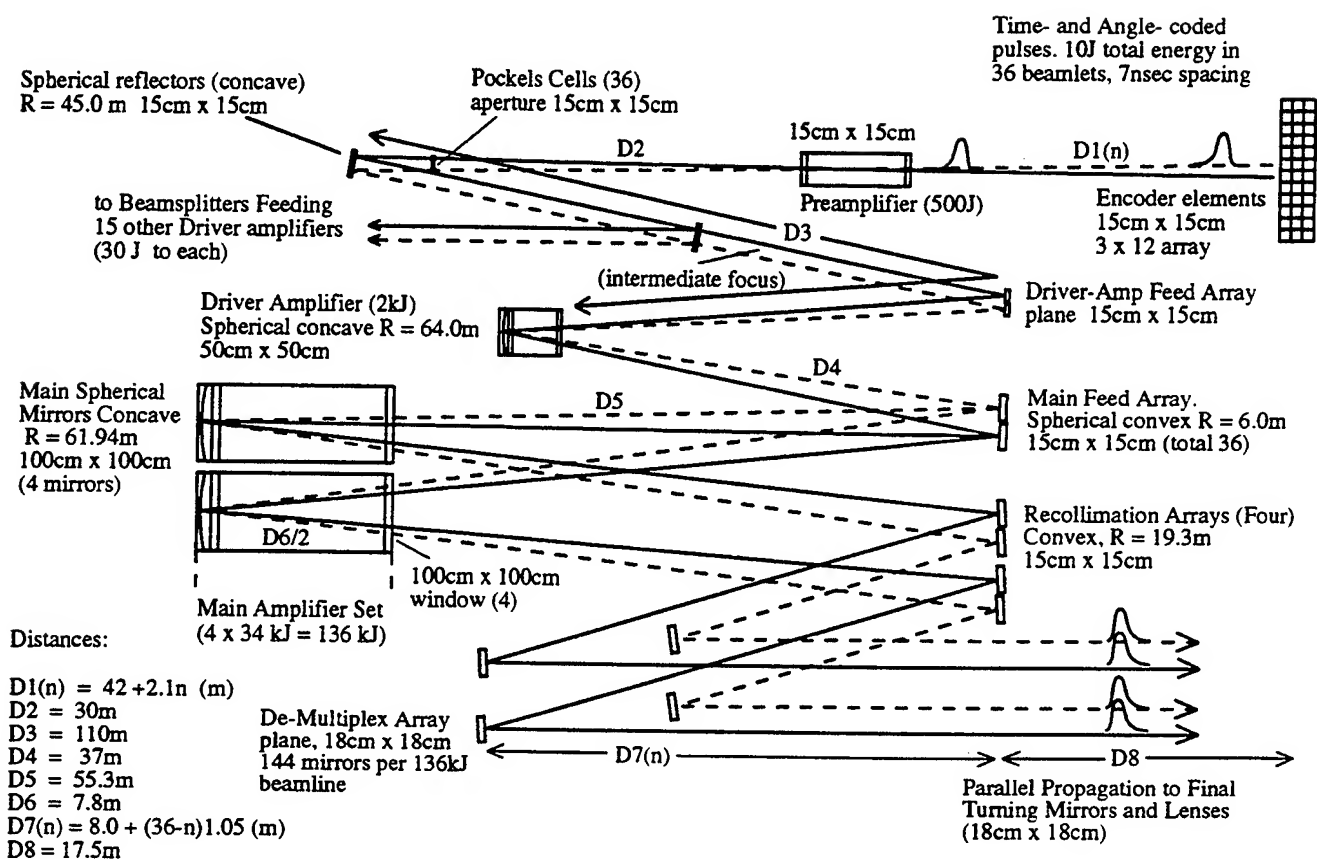 Time- and Angle- coded
pulses. 10J total energy in
36 beamlets, 7nsec spacing
Spherical reflectors (concave)
R = 45.0 m 15cm x 15cm
Pockels Cells (36)
aperture 15cm x 15cm
15cm x 15cm
D2
D1(n)
Preamplifier (500J)
Encoder elements
15cm x 15cm
3 x 12 array
to Beamsplitters Feeding
15 other Driver amplifiers
(30 J to each)
D3
(intermediate focus)
Driver-Amp Feed Array
plane 15cm x 15cm
Driver Amplifier (2kJ)
Spherical concave R = 64.0m
50cm x 50cm
D4
Main Spherical
Mirrors Concave
R = 61.94m
100cm x 100cm
(4 mirrors)
D5
Main Feed Array.
Spherical convex R = 6.0m
15cm x 15cm (total 36)
D6/2
Recollimation Arrays (Four)
Convex, R = 19.3m
15cm x 15cm
100cm x 100cm
window (4)
Main Amplifier Set
(4 x 34 kJ = 136 kJ)
Distances:
D1(n) = 42 +2.1n (m)
D2 = 30m
D3 = 110m
D4 = 37m
D5 = 55.3m
D6 = 7.8m
D7(n) = 8.0 + (36-n)1.05 (m)
D8 = 17.5m
De-Multiplex Array
plane, 18cm x 18cm
144 mirrors per 136kJ
beamline
D7(n)
D8
Parallel Propagation to Final
Turning Mirrors and Lenses
(18cm x 18cm)